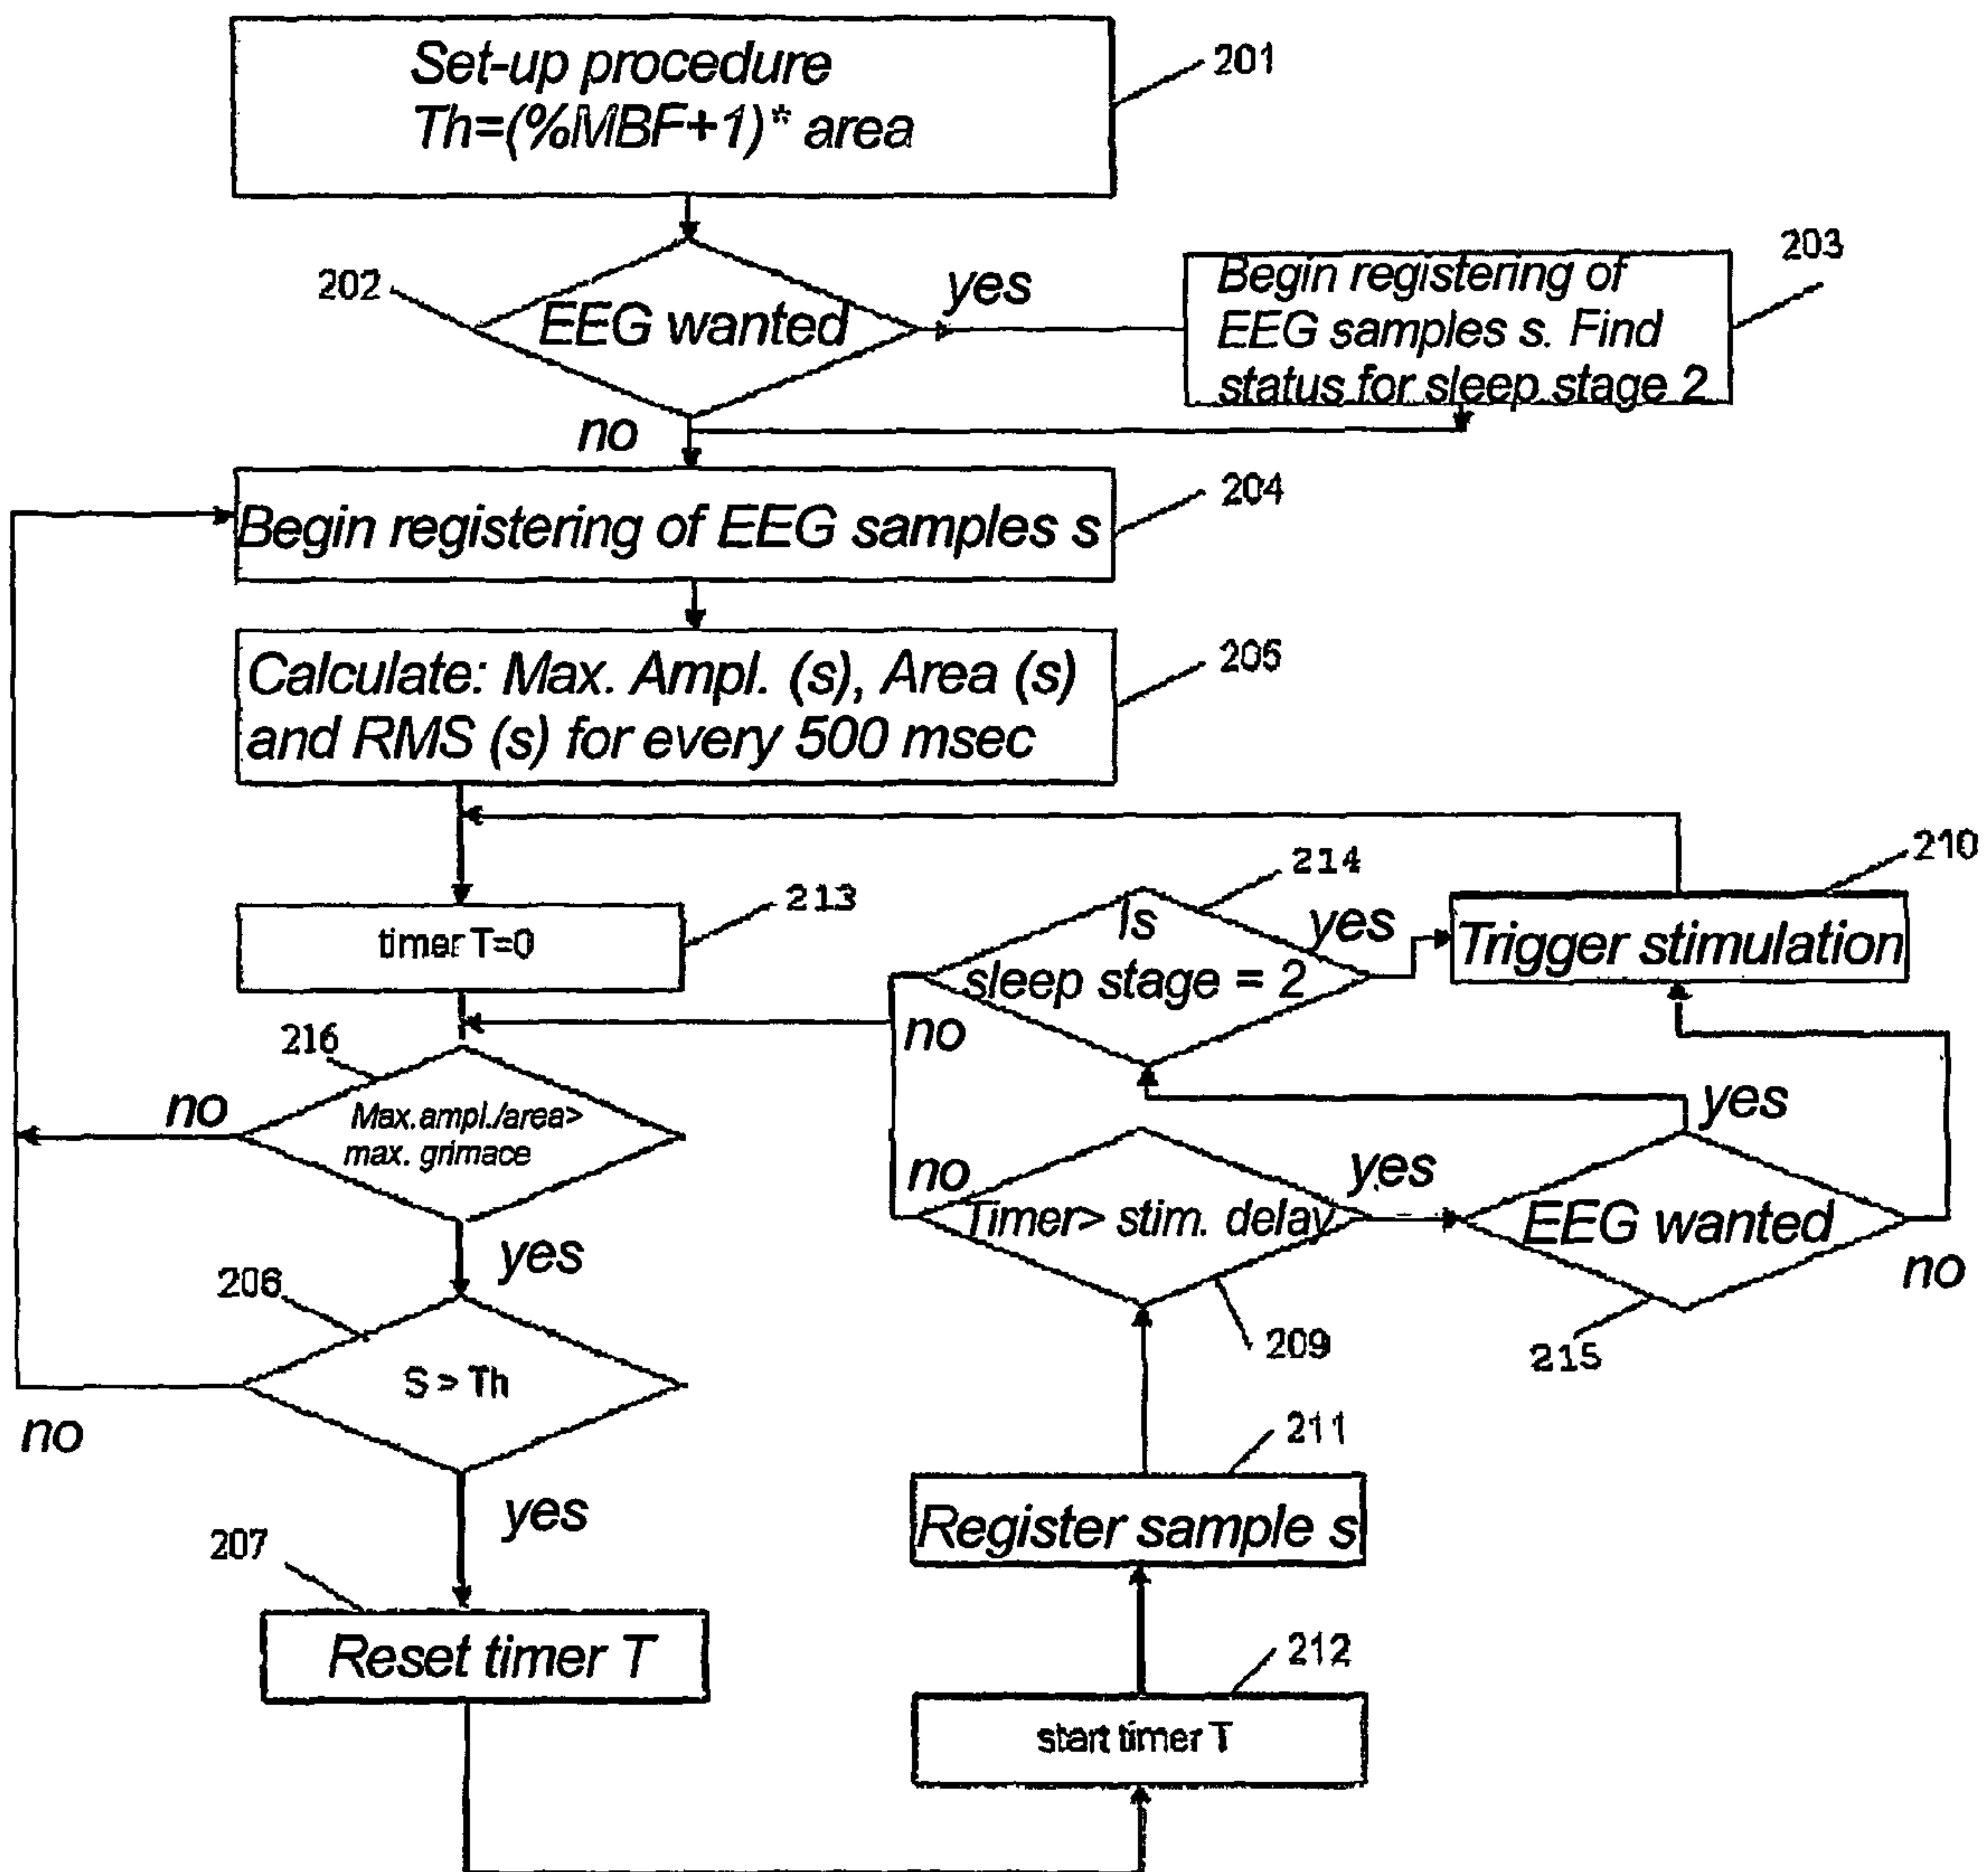 Set-up procedure
Th=(%MBF+1)* area
201
202
EEG wanted
yes
no
203
Begin registering of
EEG samples s. Find
status for sleep stage 2
204
Begin registering of EEG samples s
205
Calculate: Max. Ampl. (s), Area (s)
and RMS (s) for every 500 msec
213
timer T=0
214
Is
sleep stage = 2
yes
no
210
Trigger stimulation
216
Max.ampl./area>
max. grimace
no
yes
Timer> stim. delay
no
yes
209
EEG wanted
yes
no
215
206
S > Th
no
yes
211
Register sample s
207
Reset timer T
212
start timer T